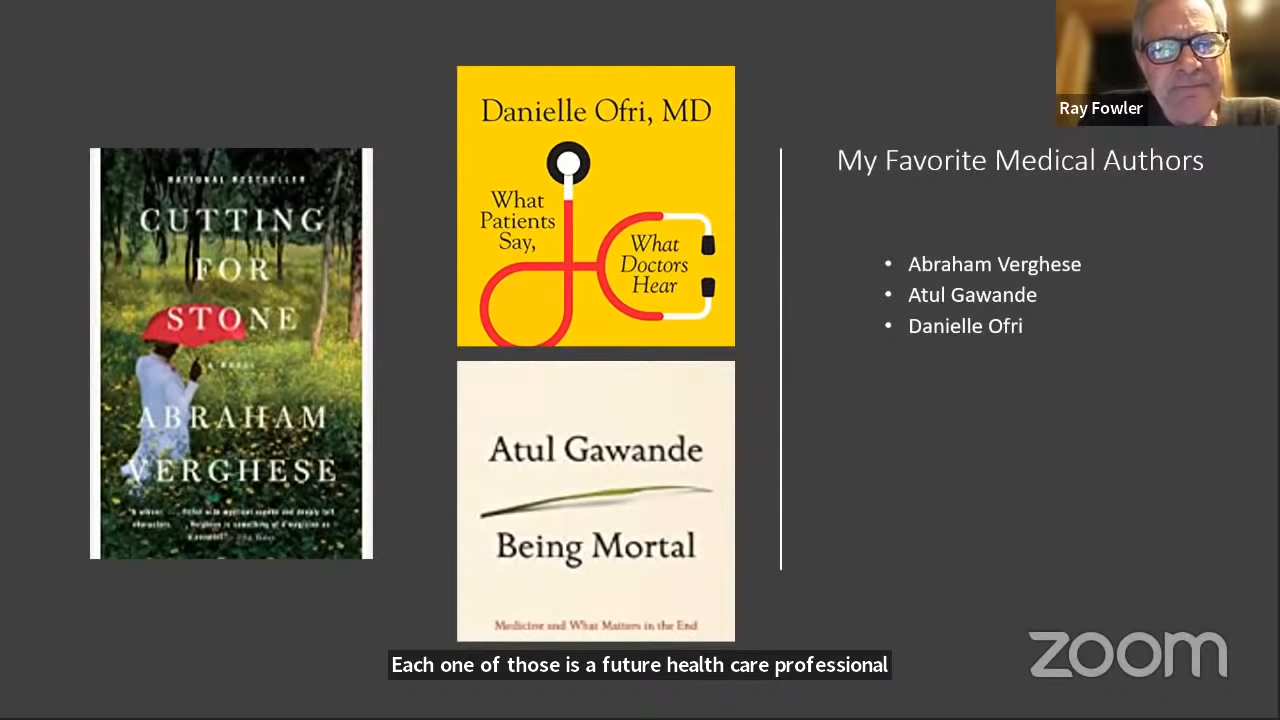 Ray Fowler
My Favorite Medical Authors
• Abraham Verghese
• Atul Gawande
• Danielle Ofri
NATIONAL BESTSELLER
CUTTING
FOR
STONE
A NOVEL
ABRAHAM
VERGHESE
Danielle Ofri, MD
What
Patients
Say,
What
Doctors
Hear
Atul Gawande
Being Mortal
Medicine and What Matters in the End
Each one of those is a future health care professional
zoom